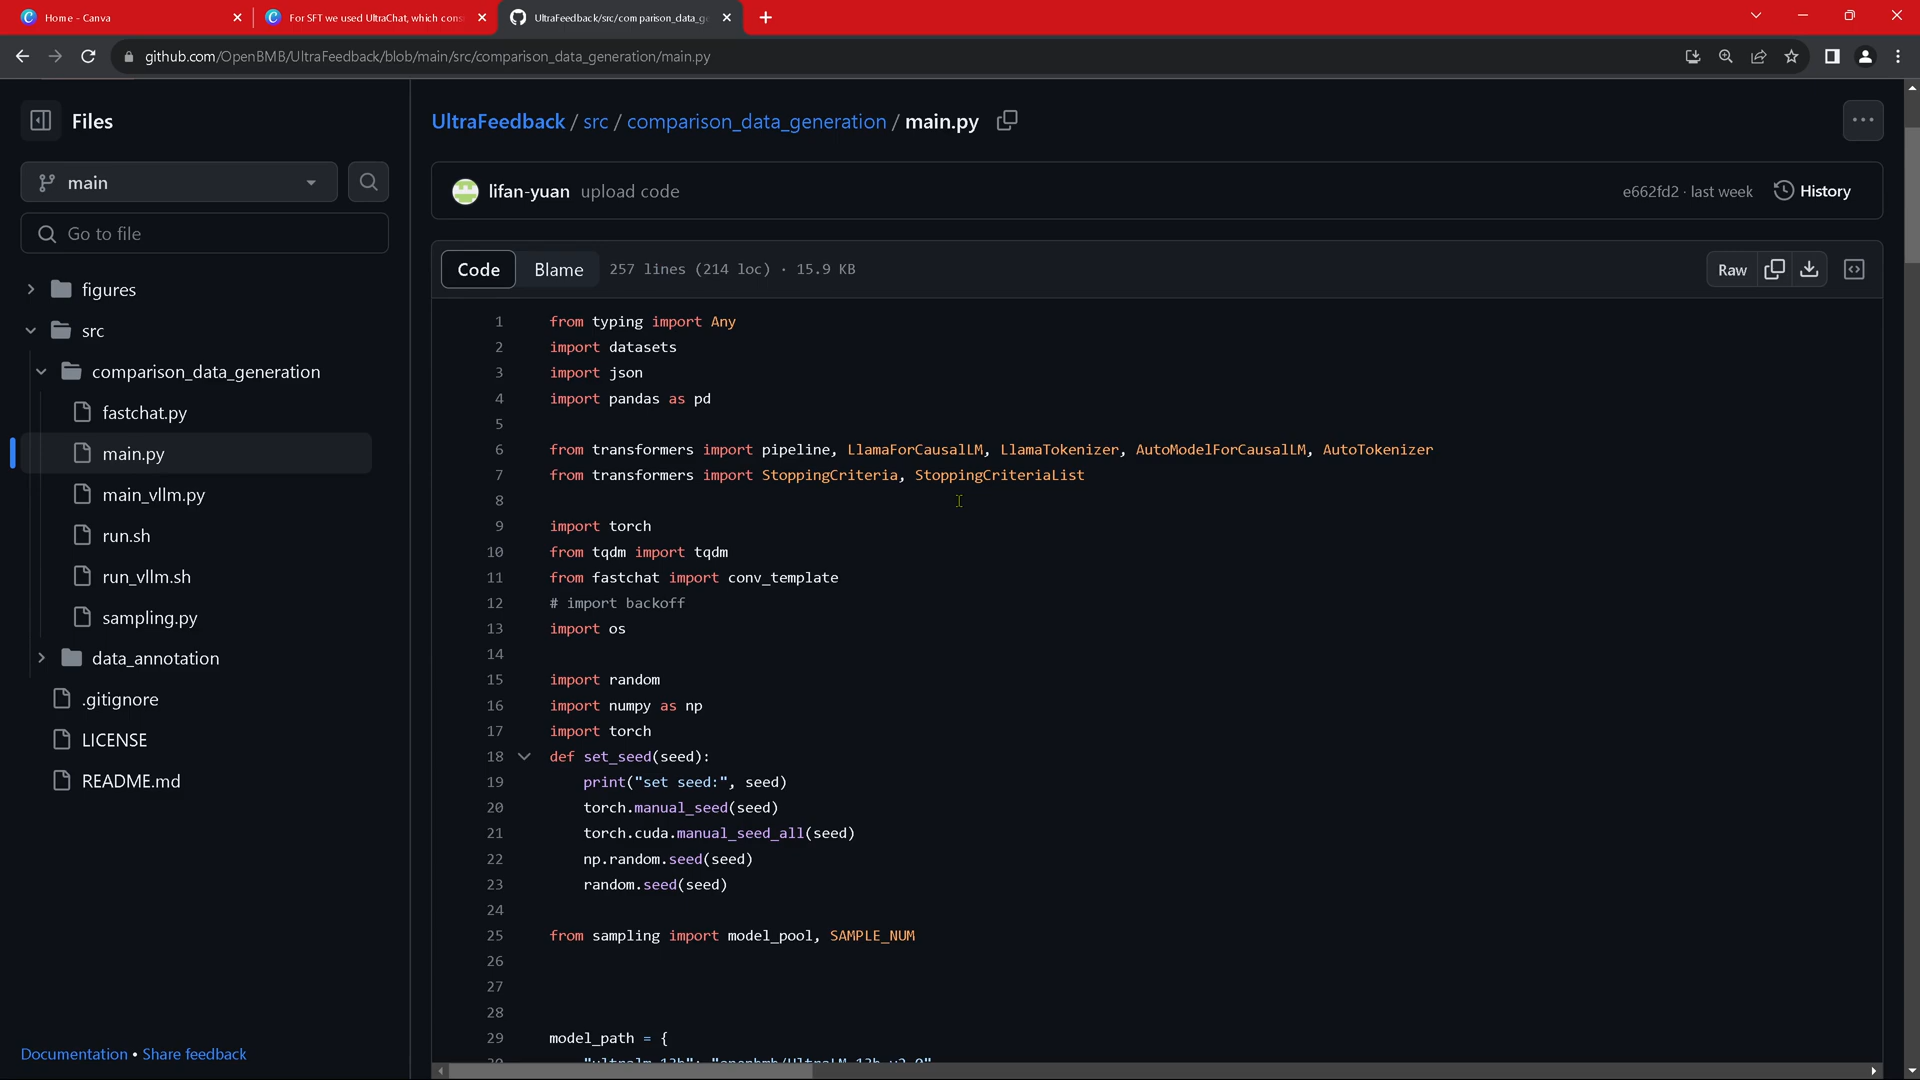 Home - Canva
For SFT we used UltraChat, which cons
UltraFeedback/src/comparison_data_ge
github.com/OpenBMB/UltraFeedback/blob/main/src/comparison_data_generation/main.py
Files
main
Go to file
figures
src
comparison_data_generation
fastchat.py
main.py
main_vllm.py
run.sh
run_vllm.sh
sampling.py
data_annotation
.gitignore
LICENSE
README.md
Documentation • Share feedback
UltraFeedback / src / comparison_data_generation / main.py
lifan-yuan upload code
e662fd2 · last week History
Code Blame 257 lines (214 loc) · 15.9 KB
Raw
1 from typing import Any
2 import datasets
3 import json
4 import pandas as pd
5
6 from transformers import pipeline, LlamaForCausalLM, LlamaTokenizer, AutoModelForCausalLM, AutoTokenizer
7 from transformers import StoppingCriteria, StoppingCriteriaList
8
9 import torch
10 from tqdm import tqdm
11 from fastchat import conv_template
12 # import backoff
13 import os
14
15 import random
16 import numpy as np
17 import torch
18 def set_seed(seed):
19 print("set seed:", seed)
20 torch.manual_seed(seed)
21 torch.cuda.manual_seed_all(seed)
22 np.random.seed(seed)
23 random.seed(seed)
24
25 from sampling import model_pool, SAMPLE_NUM
26
27
28
29 model_path = {